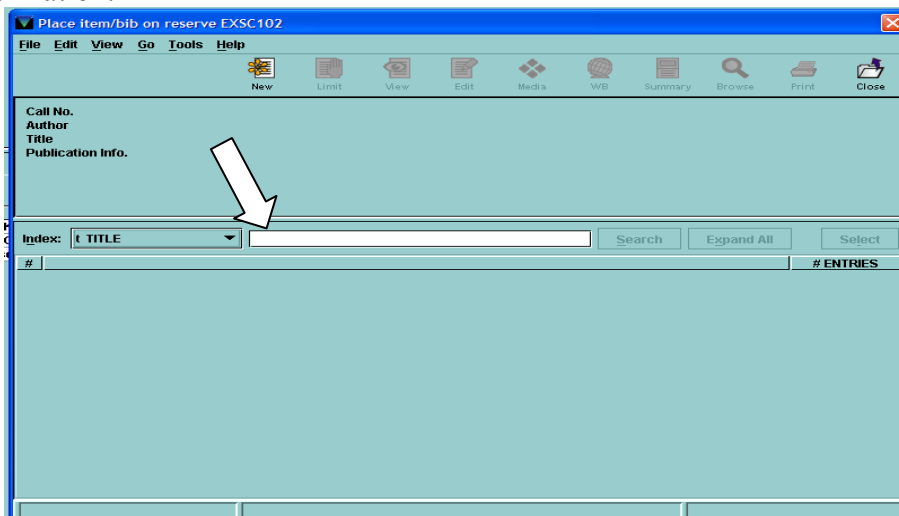 Place item/bib on reserve EXSC102
File Edit View Go Tools Help
New Limit View Edit Media WB Summary Browse Print Close
Call No.
Author
Title
Publication Info.
Index: t TITLE Search Expand All Select
# # ENTRIES